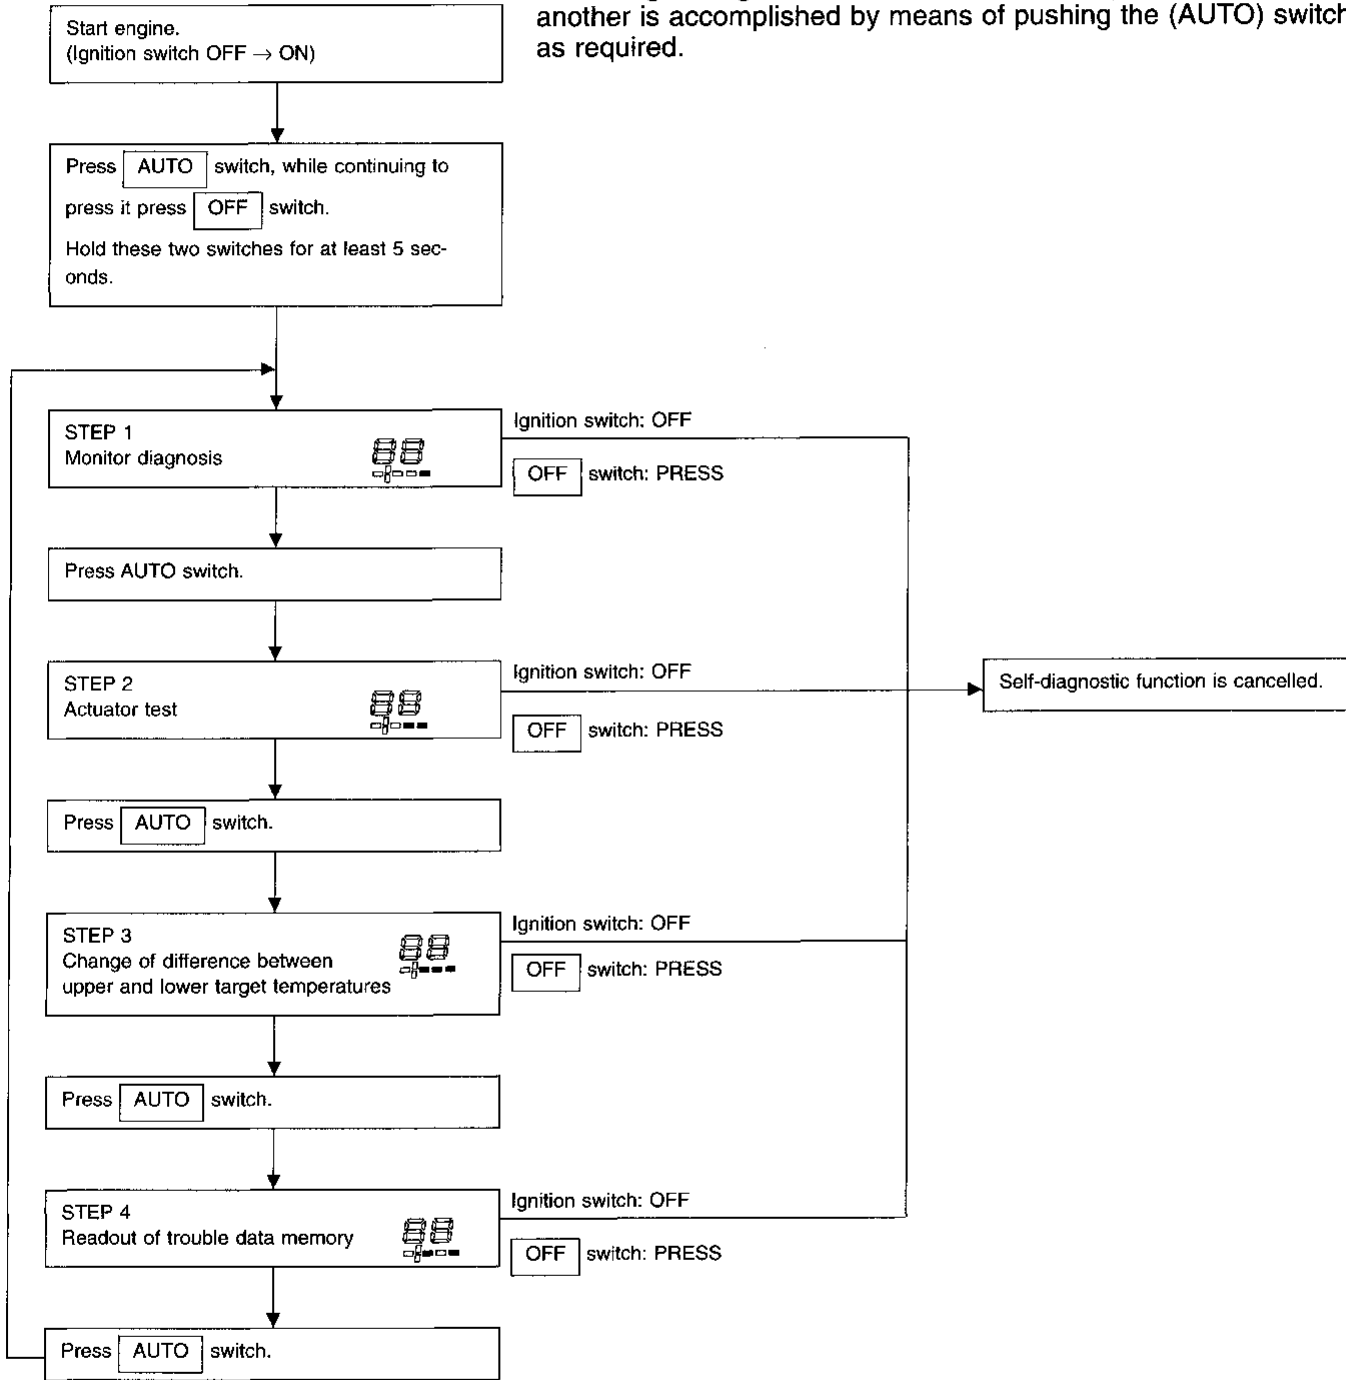 another is accomplished by means of pushing the (AUTO) switch
as required.
Start engine.
(Ignition switch OFF → ON)
Press AUTO switch, while continuing to
press it press OFF switch.
Hold these two switches for at least 5 sec-
onds.
STEP 1
Monitor diagnosis
88
Ignition switch: OFF
OFF switch: PRESS
Press AUTO switch.
STEP 2
Actuator test
88
Ignition switch: OFF
OFF switch: PRESS
Self-diagnostic function is cancelled.
Press AUTO switch.
STEP 3
Change of difference between
upper and lower target temperatures
88
Ignition switch: OFF
OFF switch: PRESS
Press AUTO switch.
STEP 4
Readout of trouble data memory
88
Ignition switch: OFF
OFF switch: PRESS
Press AUTO switch.